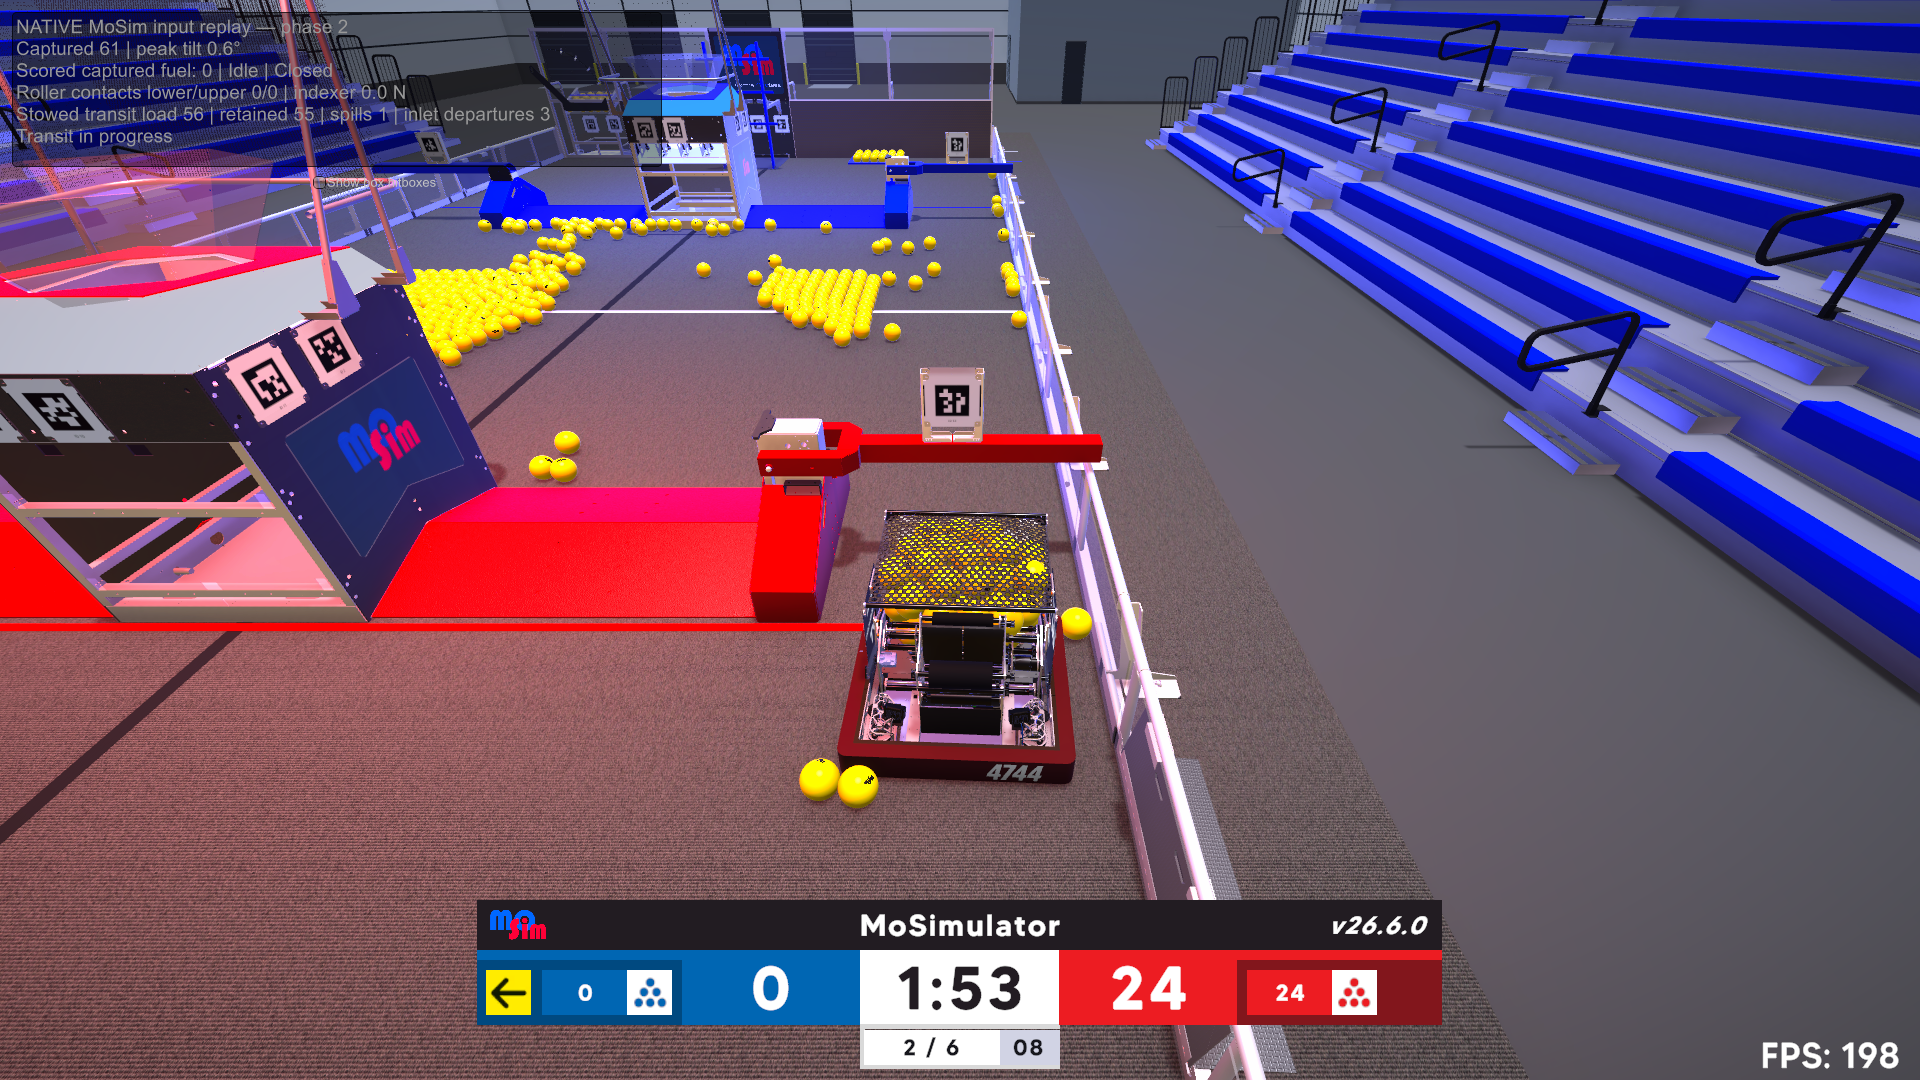 NATIVE MoSim input replay — phase 2
Captured 61 | peak tilt 0.6°
Scored captured fuel: 0 | Idle | Closed
Roller contacts lower/upper 0/0 | indexer 0.0 N
Stowed transit load 56 | retained 55 | spills 1 | inlet departures 3
Transit in progress
Show box hitboxes
mosim
mosim
4744
mosim
MoSimulator
v26.6.0
0
0
1:53
24
24
2 / 6
08
FPS: 198